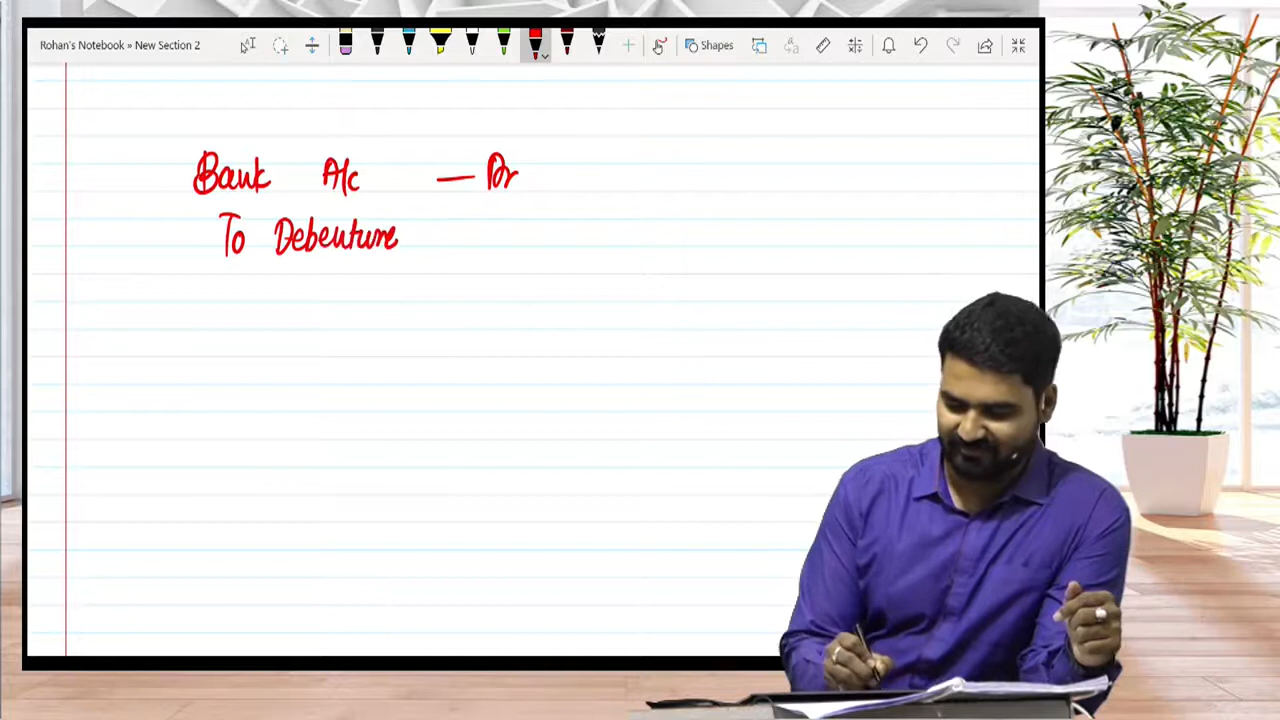 Rohan's Notebook » New Section 2
Shapes
Bank A/c — Dr
To Debenture